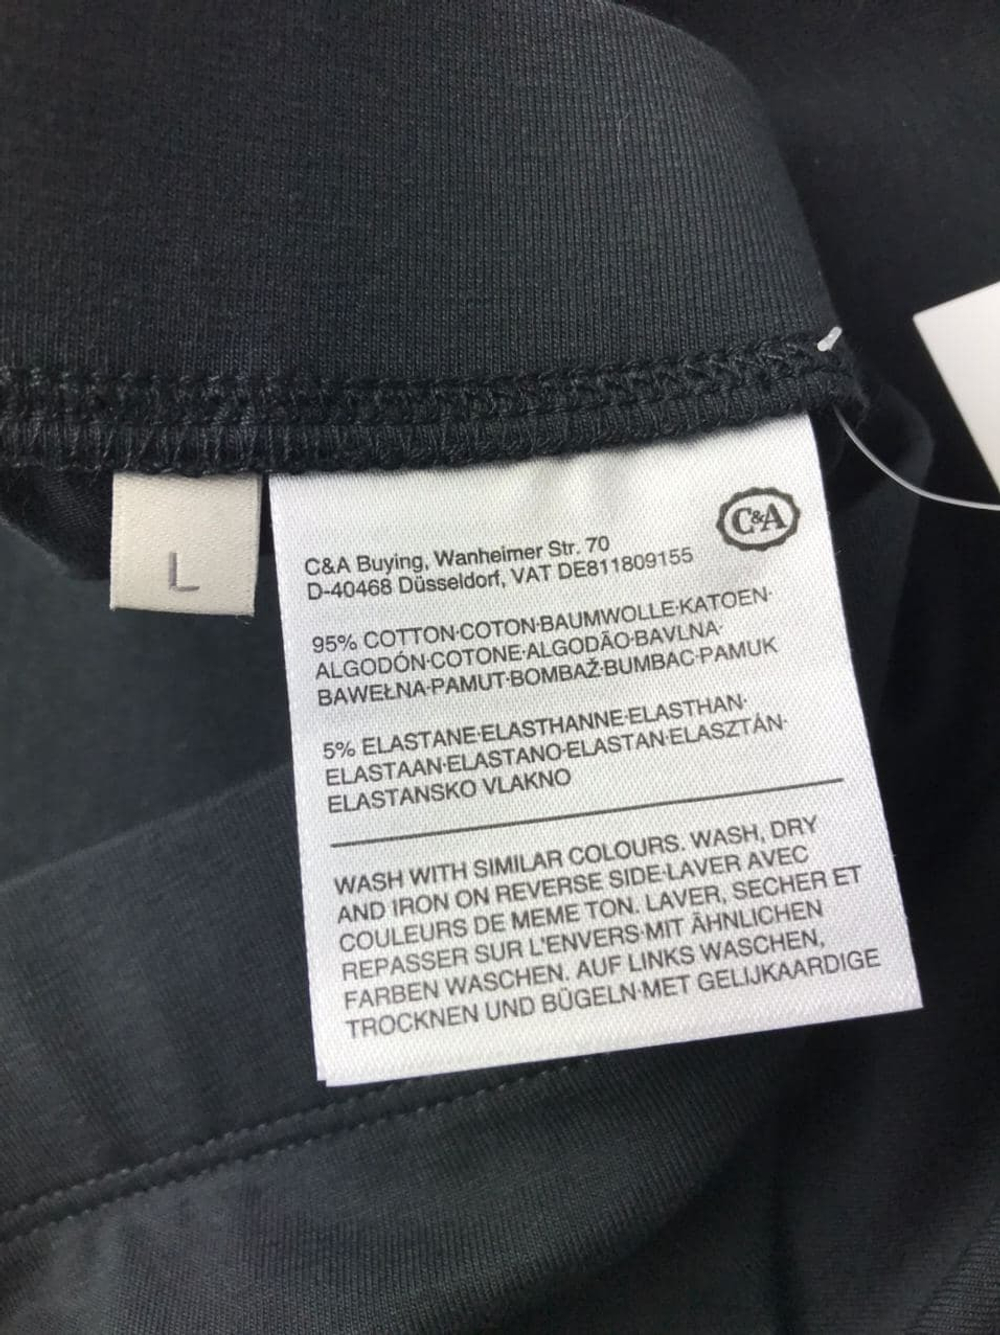 L
C&A
C&A Buying, Wanheimer Str. 70
D-40468 Düsseldorf, VAT DE811809155
95% COTTON·COTON·BAUMWOLLE·KATOEN·
ALGODÓN·COTONE·ALGODÃO·BAVLNA·
BAWEŁNA·PAMUT·BOMBAŽ·BUMBAC·PAMUK
5% ELASTANE·ELASTHANNE·ELASTHAN·
ELASTAAN·ELASTANO·ELASTAN·ELASZTÁN·
ELASTANSKO VLAKNO
WASH WITH SIMILAR COLOURS. WASH, DRY
AND IRON ON REVERSE SIDE·LAVER AVEC
COULEURS DE MEME TON. LAVER, SECHER ET
REPASSER SUR L'ENVERS·MIT ÄHNLICHEN
FARBEN WASCHEN. AUF LINKS WASCHEN,
TROCKNEN UND BÜGELN·MET GELIJKAARDIGE